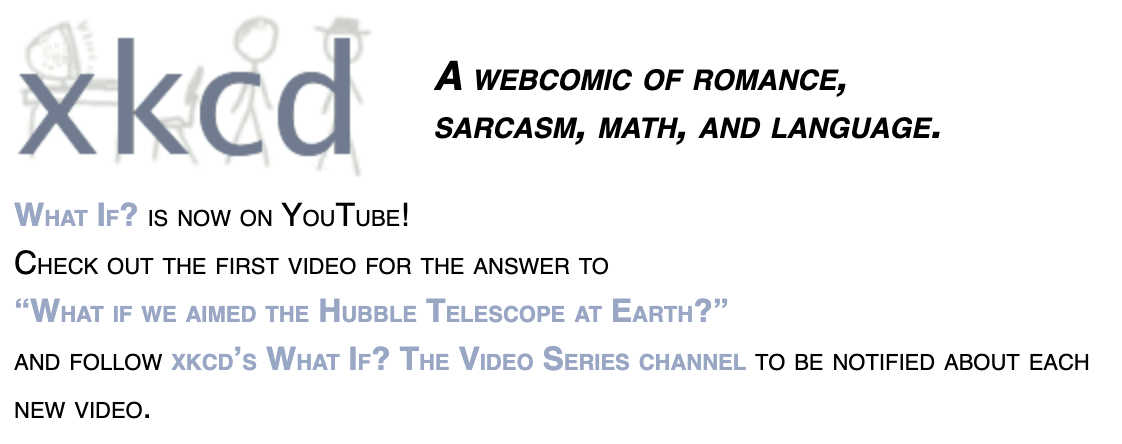 xkcd
A webcomic of romance,
sarcasm, math, and language.
What If? is now on YouTube!
Check out the first video for the answer to
“What if we aimed the Hubble Telescope at Earth?”
and follow xkcd’s What If? The Video Series channel to be notified about each
new video.